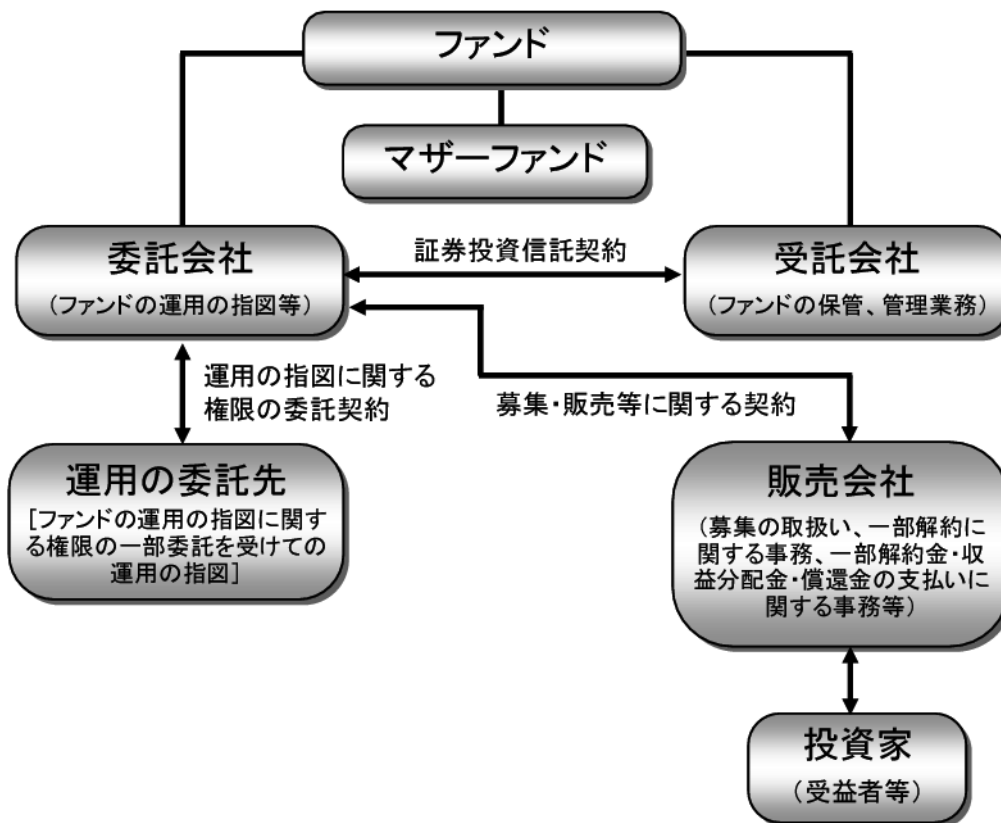 ファンド
マザーファンド
委託会社
（ファンドの運用の指図等）
証券投資信託契約
受託会社
（ファンドの保管、管理業務）
運用の指図に関する
権限の委託契約
募集・販売等に関する契約
運用の委託先
[ファンドの運用の指図に関す
る権限の一部委託を受けての
運用の指図]
販売会社
（募集の取扱い、一部解約に
関する事務、一部解約金・収
益分配金・償還金の支払いに
関する事務等）
投資家
（受益者等）